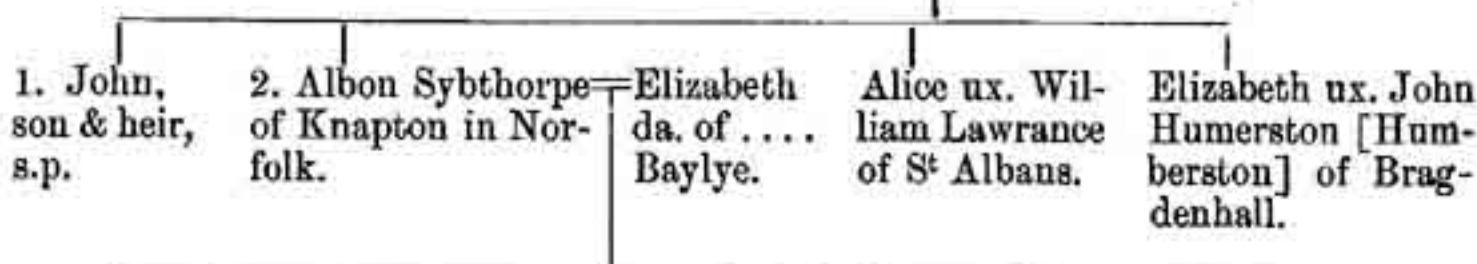 1. John,
son & heir,
s.p.
2. Albon Sybthorpe
of Knapton in Nor-
folk.
Elizabeth
da. of ....
Baylye.
Alice ux. Wil-
liam Lawrance
of Sᵗ Albans.
Elizabeth ux. John
Humerston [Hum-
berston] of Brag-
denhall.